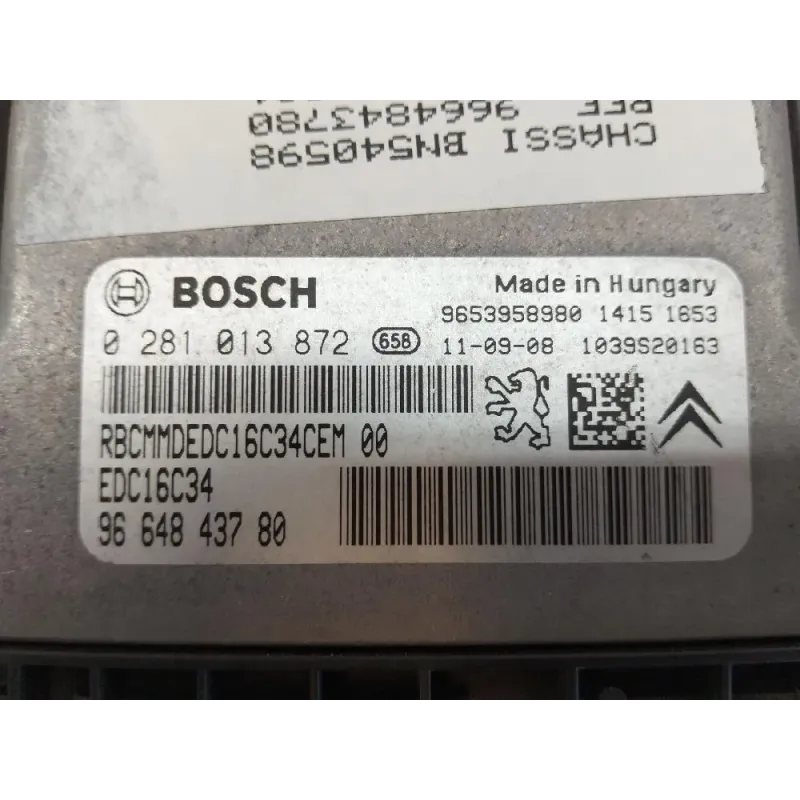 CHASSI BN540598
REF 9664843780
BOSCH
Made in Hungary
9653958980 1415 1653
0 281 013 872 658 11-09-08 1039S20163
RBCMMDEDC16C34CEM 00
EDC16C34
96 648 437 80